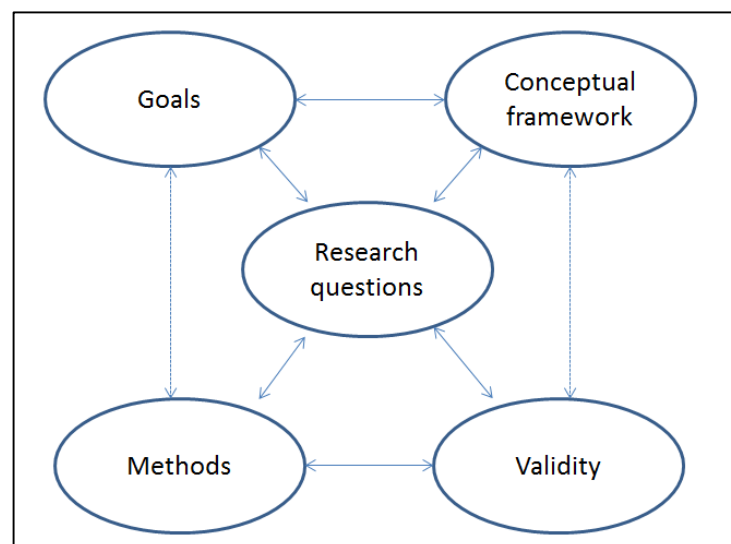 Goals
Conceptual
framework
Research
questions
Methods
Validity